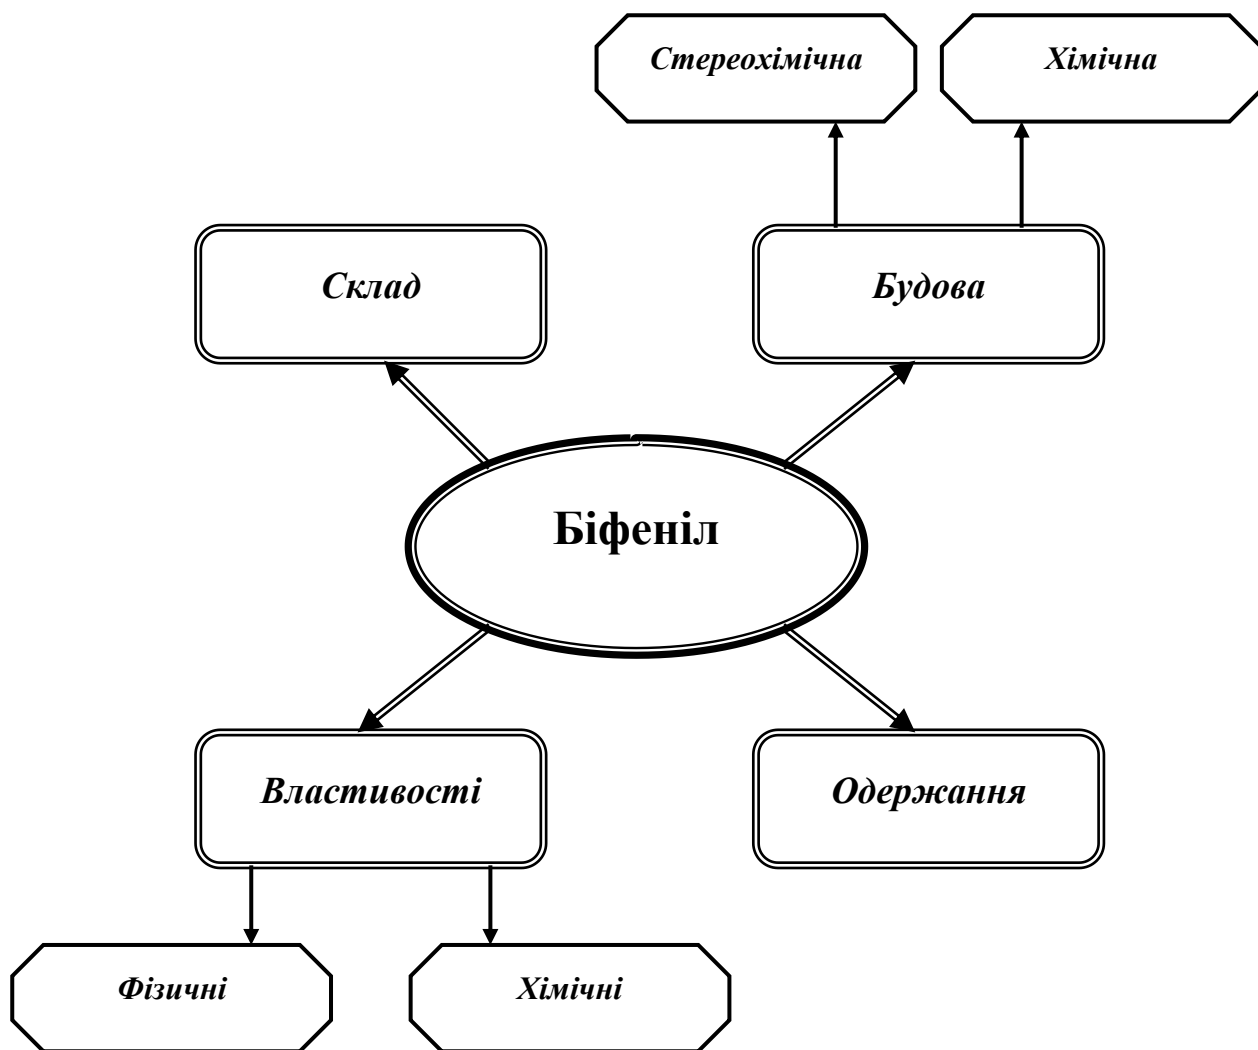 Стереохімічна
Хімічна
Склад
Будова
Біфеніл
Властивості
Одержання
Фізичні
Хімічні